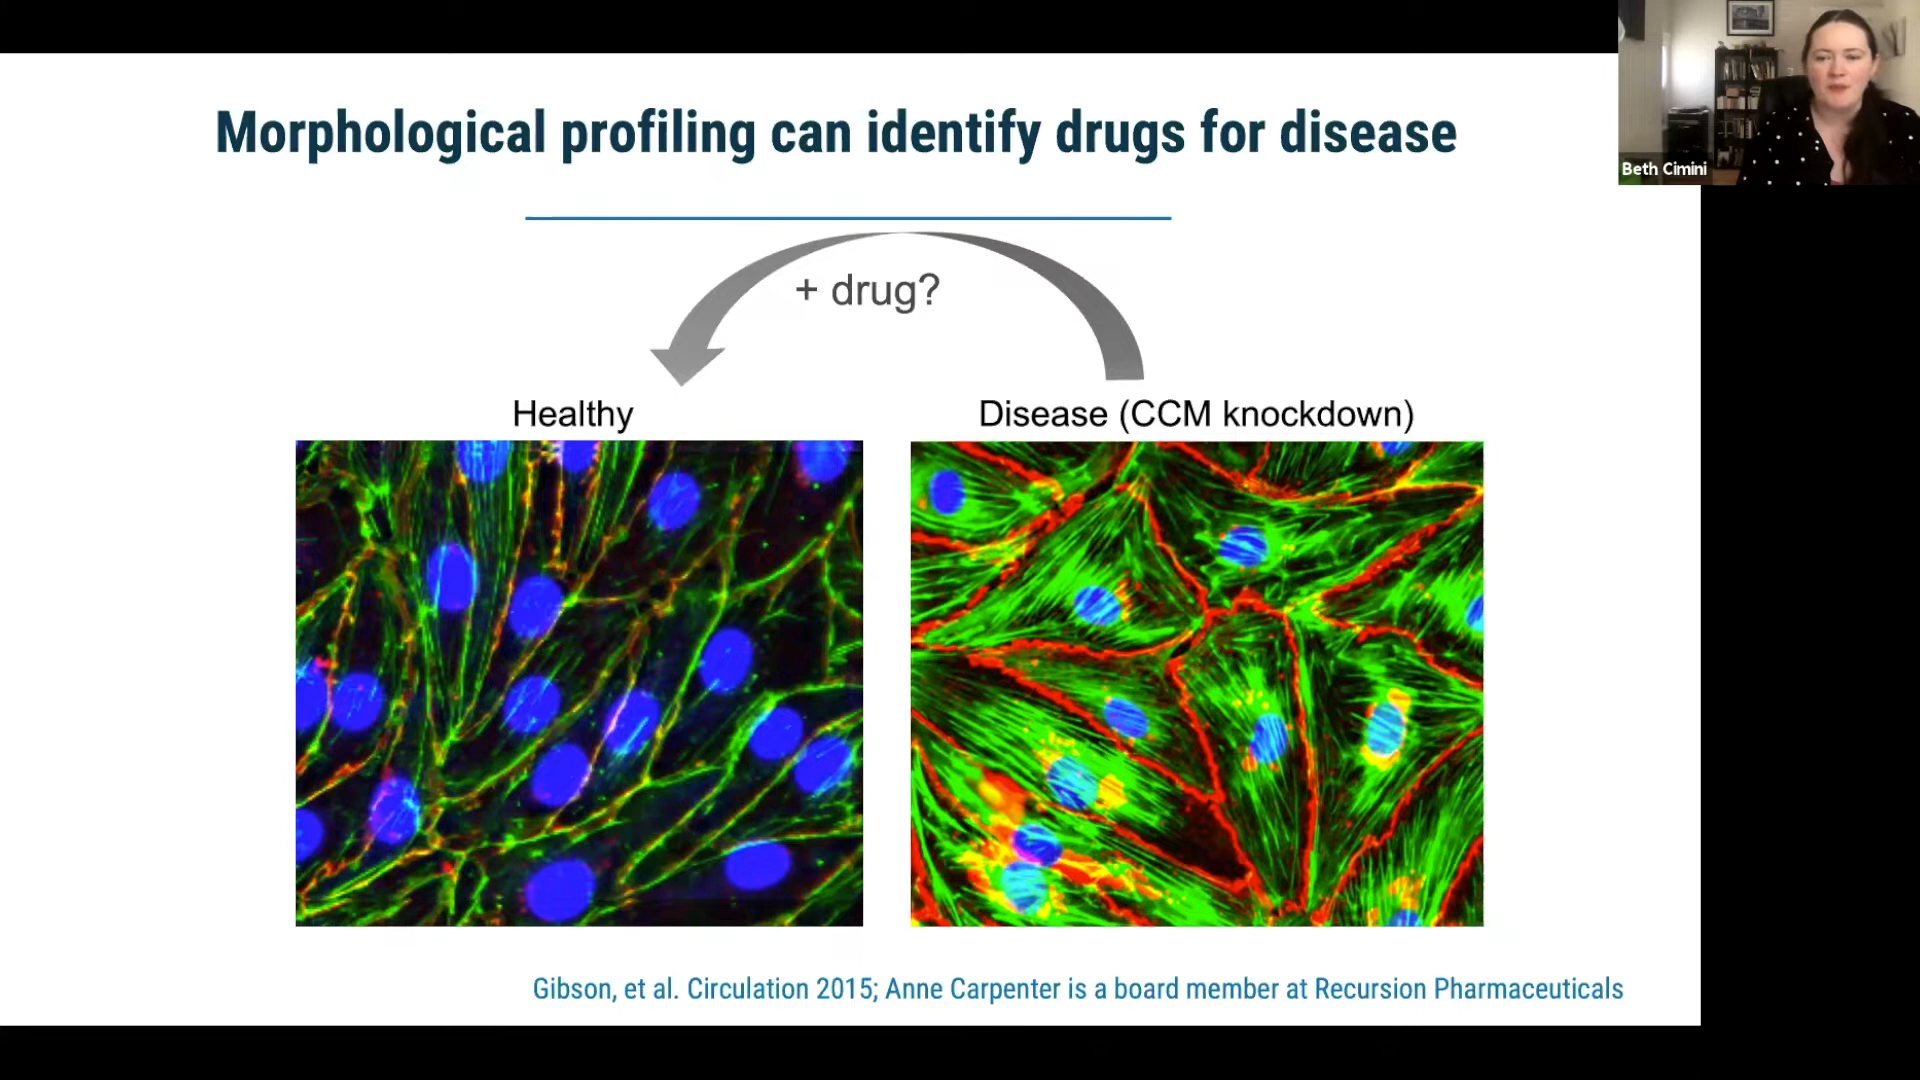 Morphological profiling can identify drugs for disease
Beth Cimini
+ drug?
Healthy
Disease (CCM knockdown)
Gibson, et al. Circulation 2015; Anne Carpenter is a board member at Recursion Pharmaceuticals